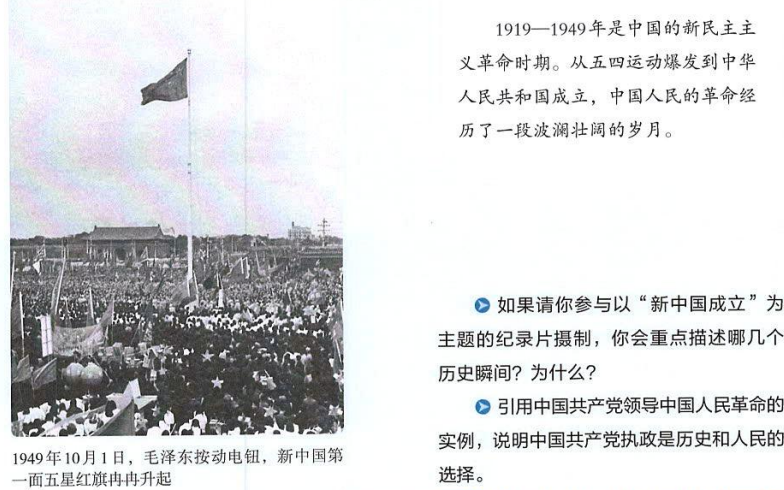 1919—1949年是中国的新民主主
义革命时期。从五四运动爆发到中华
人民共和国成立，中国人民的革命经
历了一段波澜壮阔的岁月。
如果请你参与以“新中国成立”为
主题的纪录片摄制，你会重点描述哪几个
历史瞬间？为什么？
引用中国共产党领导中国人民革命的
实例，说明中国共产党执政是历史和人民的
选择。
1949年10月1日，毛泽东按动电钮，新中国第
一面五星红旗冉冉升起